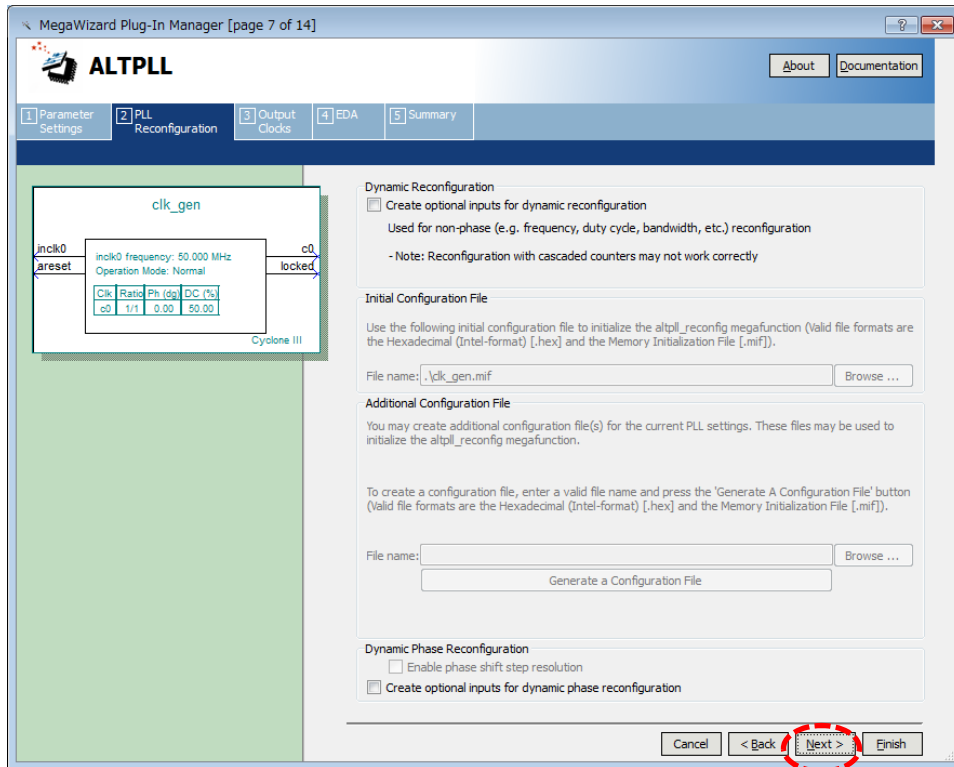 MegaWizard Plug-In Manager [page 7 of 14]
ALTPLL
About
Documentation
1 Parameter Settings
2 PLL Reconfiguration
3 Output Clocks
4 EDA
5 Summary
clk_gen
inclk0
areset
c0
locked
inclk0 frequency: 50.000 MHz
Operation Mode: Normal
Clk Ratio Ph (dg) DC (%)
c0 1/1 0.00 50.00
Cyclone III
Dynamic Reconfiguration
Create optional inputs for dynamic reconfiguration
Used for non-phase (e.g. frequency, duty cycle, bandwidth, etc.) reconfiguration
- Note: Reconfiguration with cascaded counters may not work correctly
Initial Configuration File
Use the following initial configuration file to initialize the altpll_reconfig megafunction (Valid file formats are
the Hexadecimal (Intel-format) [.hex] and the Memory Initialization File [.mif]).
File name: .\clk_gen.mif
Browse ...
Additional Configuration File
You may create additional configuration file(s) for the current PLL settings. These files may be used to
initialize the altpll_reconfig megafunction.
To create a configuration file, enter a valid file name and press the 'Generate A Configuration File' button
(Valid file formats are the Hexadecimal (Intel-format) [.hex] and the Memory Initialization File [.mif]).
File name:
Browse ...
Generate a Configuration File
Dynamic Phase Reconfiguration
Enable phase shift step resolution
Create optional inputs for dynamic phase reconfiguration
Cancel
< Back
Next >
Finish